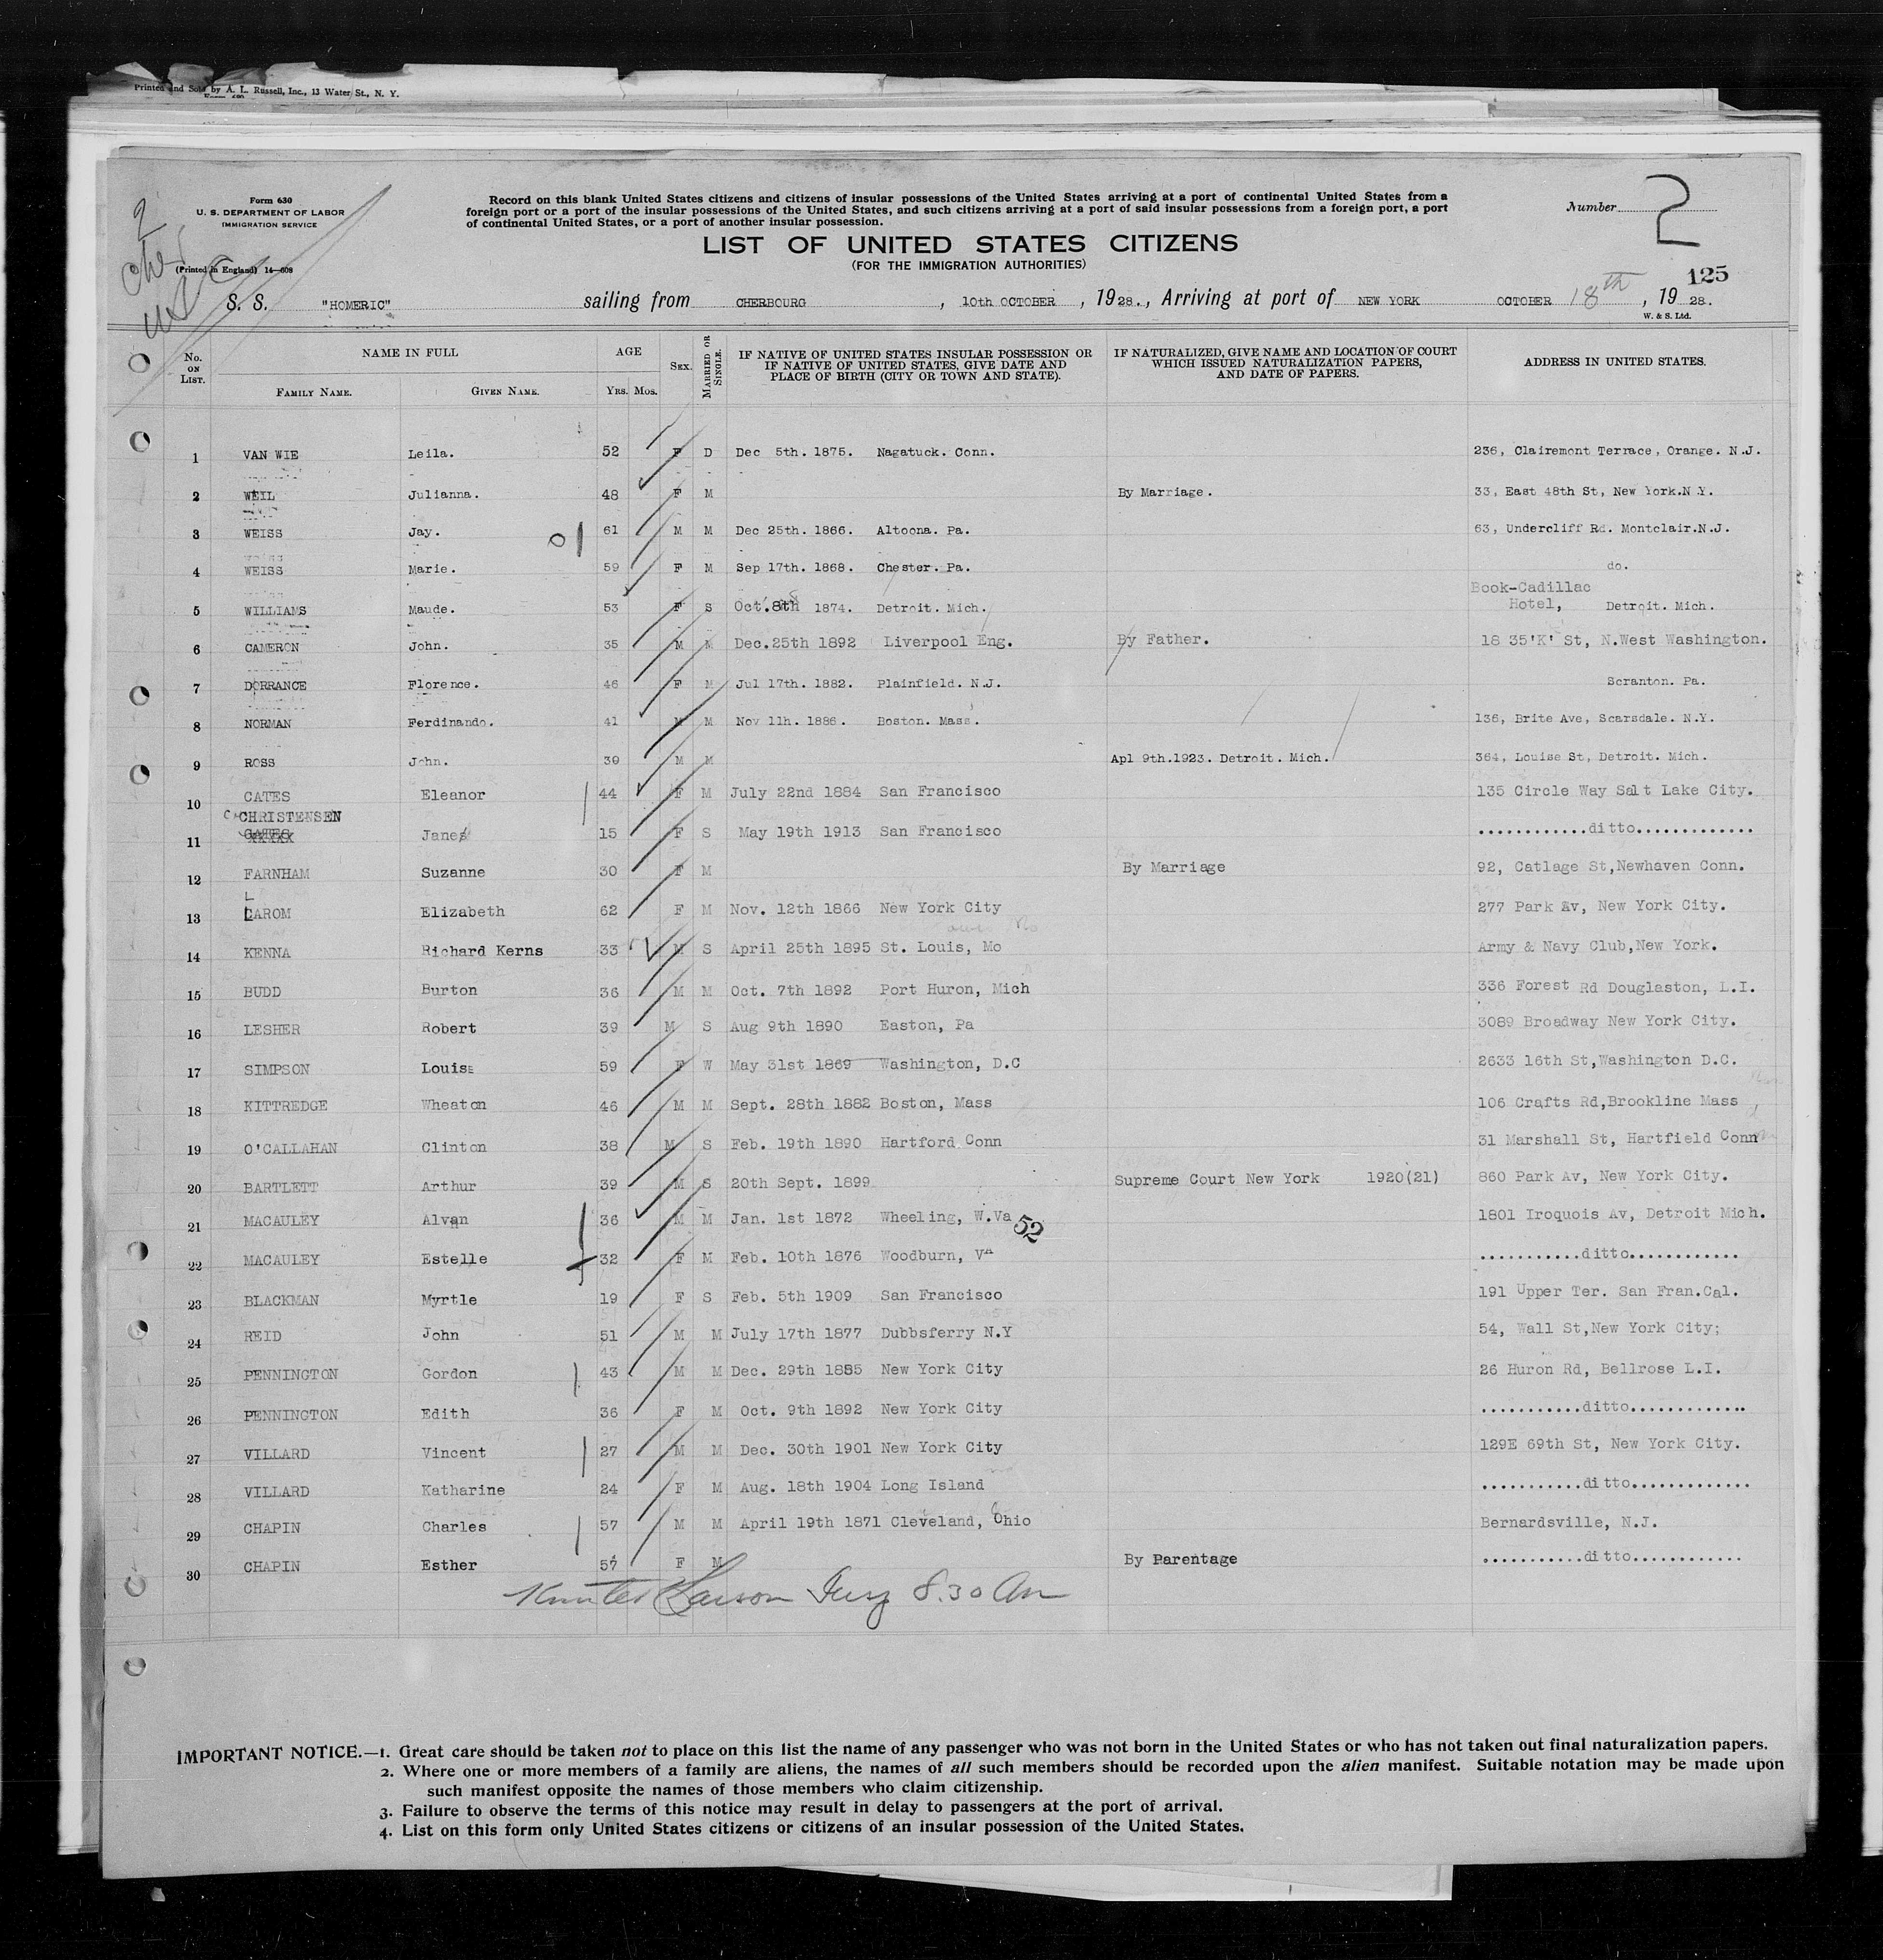 Printed and Sold by A. L. Russell, Inc., 13 Water St., N. Y.
Form 630
U. S. DEPARTMENT OF LABOR
IMMIGRATION SERVICE
(Printed in England) 14-608
2
Cher
USC
Record on this blank United States citizens and citizens of insular possessions of the United States arriving at a port of continental United States from a
foreign port or a port of the insular possessions of the United States, and such citizens arriving at a port of said insular possessions from a foreign port, a port
of continental United States, or a port of another insular possession.
Number 2
LIST OF UNITED STATES CITIZENS
(FOR THE IMMIGRATION AUTHORITIES)
125
S. S. "HOMERIC" sailing from CHERBOURG, 10th OCTOBER, 1928., Arriving at port of NEW YORK OCTOBER 18th, 1928.
W. & S. Ltd.
No. ON LIST. NAME IN FULL AGE SEX. MARRIED OR SINGLE. IF NATIVE OF UNITED STATES INSULAR POSSESSION OR IF NATIVE OF UNITED STATES, GIVE DATE AND PLACE OF BIRTH (CITY OR TOWN AND STATE). IF NATURALIZED, GIVE NAME AND LOCATION OF COURT WHICH ISSUED NATURALIZATION PAPERS, AND DATE OF PAPERS. ADDRESS IN UNITED STATES.
FAMILY NAME. GIVEN NAME. YRS. MOS.
1 VAN WIE Leila. 52 F D Dec 5th. 1875. Nagatuck. Conn. 236, Clairemont Terrace, Orange. N.J.
2 WEIL Julianna. 48 F M By Marriage. 33, East 48th St, New York.N Y.
3 WEISS Jay. 61 M M Dec 25th. 1866. Altoona. Pa. 63, Undercliff Rd. Montclair.N.J.
4 WEISS Marie. 59 F M Sep 17th. 1868. Chester. Pa. do.
5 WILLIAMS Maude. 53 F S Oct. 8th 1874. Detroit. Mich. Book-Cadillac Hotel, Detroit. Mich.
6 CAMERON John. 35 M M Dec.25th 1892 Liverpool Eng. By Father. 18 35'K' St, N.West Washington.
7 DORRANCE Florence. 46 F M Jul 17th. 1882. Plainfield. N.J. Scranton. Pa.
8 NORMAN Ferdinando. 41 M M Nov 11h. 1886. Boston. Mass. 136, Brite Ave, Scarsdale. N.Y.
9 ROSS John. 39 M M Apl 9th.1923. Detroit. Mich. 364, Louise St, Detroit. Mich.
10 CATES Eleanor 44 F M July 22nd 1884 San Francisco 135 Circle Way Salt Lake City.
CHRISTENSEN
11 CATES Janes 15 F S May 19th 1913 San Francisco ............ditto.............
12 FARNHAM Suzanne 30 F M By Marriage 92, Catlage St,Newhaven Conn.
13 LAROM Elizabeth 62 F M Nov. 12th 1866 New York City 277 Park Av, New York City.
14 KENNA Richard Kerns 33 M S April 25th 1895 St. Louis, Mo Army & Navy Club,New York.
15 BUDD Burton 36 M M Oct. 7th 1892 Port Huron, Mich 336 Forest Rd Douglaston, L.I.
16 LESHER Robert 39 M S Aug 9th 1890 Easton, Pa 3089 Broadway New York City.
17 SIMPSON Louise 59 F W May 31st 1869 Washington, D.C 2633 16th St,Washington D.C.
18 KITTREDGE Wheaton 46 M M Sept. 28th 1882 Boston, Mass 106 Crafts Rd,Brookline Mass
19 O'CALLAHAN Clinton 38 M S Feb. 19th 1890 Hartford Conn 31 Marshall St, Hartfield Conn
20 BARTLETT Arthur 39 M S 20th Sept. 1899 Supreme Court New York 1920(21) 860 Park Av, New York City.
21 MACAULEY Alvan 36 M M Jan. 1st 1872 Wheeling, W.Va 52 1801 Iroquois Av, Detroit Mich.
22 MACAULEY Estelle 32 F M Feb. 10th 1876 Woodburn, Va ...........ditto............
23 BLACKMAN Myrtle 19 F S Feb. 5th 1909 San Francisco 191 Upper Ter. San Fran.Cal.
24 REID John 51 M M July 17th 1877 Dubbsferry N.Y 54, Wall St,New York City;
25 PENNINGTON Gordon 43 M M Dec. 29th 1885 New York City 26 Huron Rd, Bellrose L.I.
26 PENNINGTON Edith 36 F M Oct. 9th 1892 New York City ...........ditto.............
27 VILLARD Vincent 27 M M Dec. 30th 1901 New York City 129E 69th St, New York City.
28 VILLARD Katharine 24 F M Aug. 18th 1904 Long Island ...........ditto.............
29 CHAPIN Charles 57 M M April 19th 1871 Cleveland, Ohio Bernardsville, N.J.
30 CHAPIN Esther 57 F M By Parentage ...........ditto............
8.30 Am
IMPORTANT NOTICE.—1. Great care should be taken not to place on this list the name of any passenger who was not born in the United States or who has not taken out final naturalization papers.
2. Where one or more members of a family are aliens, the names of all such members should be recorded upon the alien manifest. Suitable notation may be made upon
such manifest opposite the names of those members who claim citizenship.
3. Failure to observe the terms of this notice may result in delay to passengers at the port of arrival.
4. List on this form only United States citizens or citizens of an insular possession of the United States.